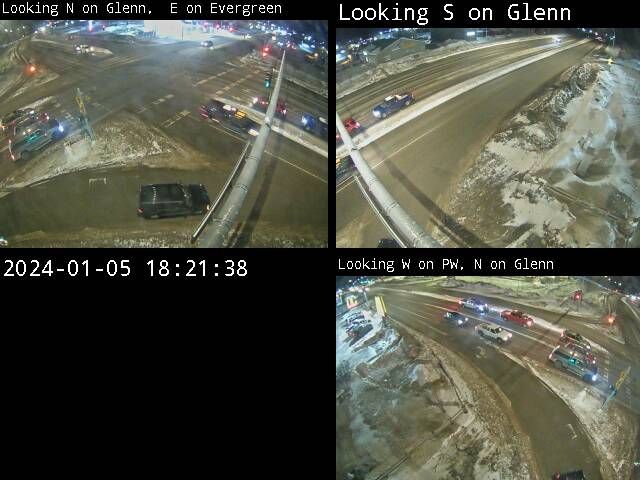 Looking N on Glenn,  E on Evergreen
Looking S on Glenn
2024-01-05 18:21:38
Looking W on PW, N on Glenn